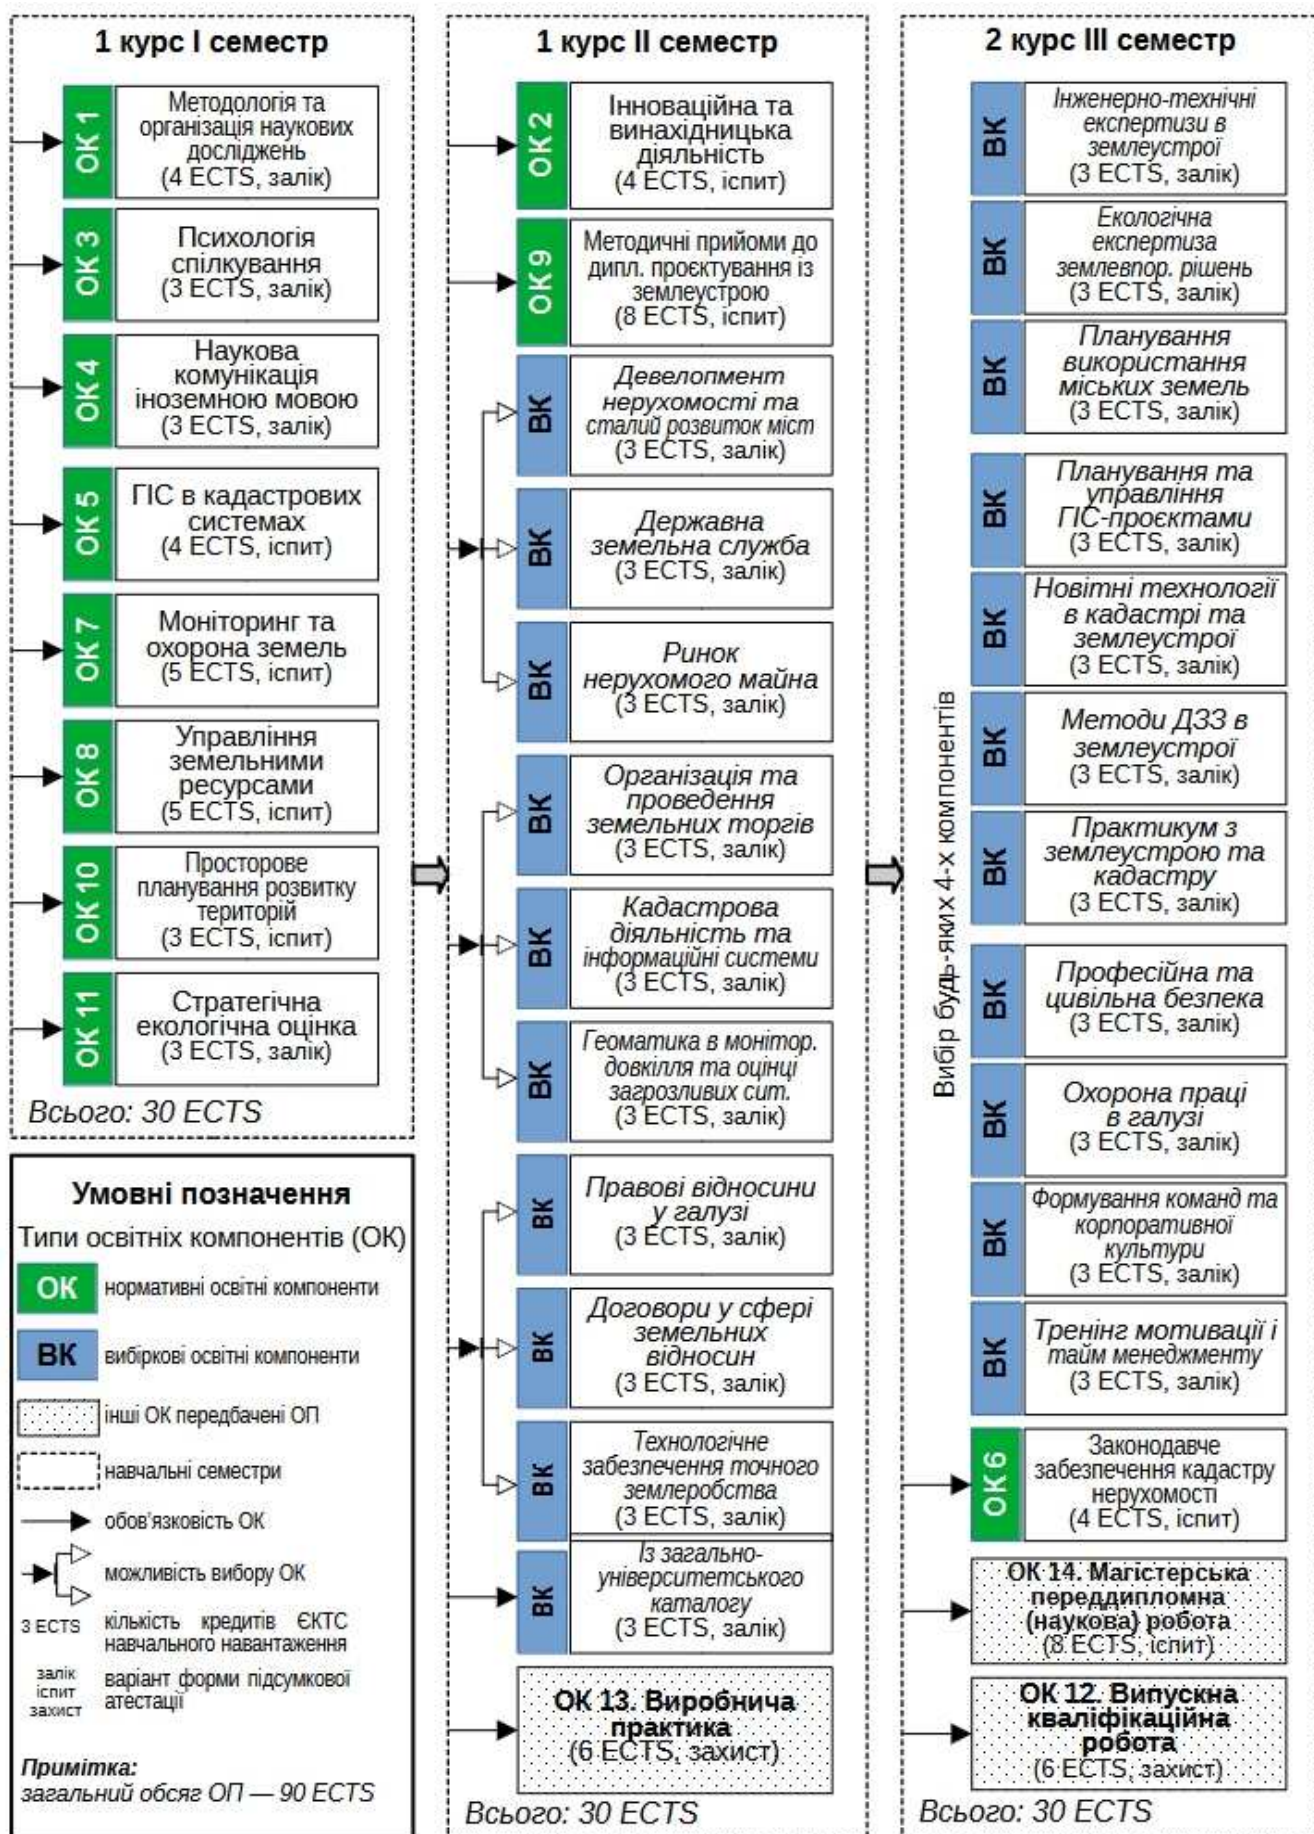 1 курс I семестр
ОК 1
Методологія та
організація наукових
досліджень
(4 ECTS, залік)
ОК 3
Психологія
спілкування
(3 ECTS, залік)
ОК 4
Наукова
комунікація
іноземною мовою
(3 ECTS, залік)
ОК 5
ГІС в кадастрових
системах
(4 ECTS, іспит)
ОК 7
Моніторинг та
охорона земель
(5 ECTS, іспит)
ОК 8
Управління
земельними
ресурсами
(5 ECTS, іспит)
ОК 10
Просторове
планування розвитку
територій
(3 ECTS, іспит)
ОК 11
Стратегічна
екологічна оцінка
(3 ECTS, залік)
Всього: 30 ECTS
Умовні позначення
Типи освітніх компонентів (ОК)
ОК нормативні освітні компоненти
ВК вибіркові освітні компоненти
інші ОК передбачені ОП
навчальні семестри
обов'язковість ОК
можливість вибору ОК
3 ECTS
кількість кредитів ЄКТС
навчального навантаження
залік
іспит
захист
варіант форми підсумкової
атестації
Примітка:
загальний обсяг ОП — 90 ECTS
1 курс II семестр
ОК 2
Інноваційна та
винахідницька
діяльність
(4 ECTS, іспит)
ОК 9
Методичні прийоми до
дипл. проєктування із
землеустрою
(8 ECTS, іспит)
ВК
Девелопмент
нерухомості та
сталий розвиток міст
(3 ECTS, залік)
ВК
Державна
земельна служба
(3 ECTS, залік)
ВК
Ринок
нерухомого майна
(3 ECTS, залік)
ВК
Організація та
проведення
земельних торгів
(3 ECTS, залік)
ВК
Кадастрова
діяльність та
інформаційні системи
(3 ECTS, залік)
ВК
Геоматика в монітор.
довкілля та оцінці
загрозливих сит.
(3 ECTS, залік)
ВК
Правові відносини
у галузі
(3 ECTS, залік)
ВК
Договори у сфері
земельних
відносин
(3 ECTS, залік)
ВК
Технологічне
забезпечення точного
землеробства
(3 ECTS, залік)
ВК
Із загально-
університетського
каталогу
(3 ECTS, залік)
ОК 13. Виробнича
практика
(6 ECTS, захист)
Всього: 30 ECTS
2 курс III семестр
Вибір будь-яких 4-х компонентів
ВК
Інженерно-технічні
експертизи в
землеустрої
(3 ECTS, залік)
ВК
Екологічна
експертиза
землевпор. рішень
(3 ECTS, залік)
ВК
Планування
використання
міських земель
(3 ECTS, залік)
ВК
Планування та
управління
ГІС-проєктами
(3 ECTS, залік)
ВК
Новітні технології
в кадастрі та
землеустрої
(3 ECTS, залік)
ВК
Методи ДЗЗ в
землеустрої
(3 ECTS, залік)
ВК
Практикум з
землеустрою та
кадастру
(3 ECTS, залік)
ВК
Професійна та
цивільна безпека
(3 ECTS, залік)
ВК
Охорона праці
в галузі
(3 ECTS, залік)
ВК
Формування команд та
корпоративної
культури
(3 ECTS, залік)
ВК
Тренінг мотивації і
тайм менеджменту
(3 ECTS, залік)
ОК 6
Законодавче
забезпечення кадастру
нерухомості
(4 ECTS, іспит)
ОК 14. Магістерська
переддипломна
(наукова) робота
(8 ECTS, іспит)
ОК 12. Випускна
кваліфікаційна
робота
(6 ECTS, захист)
Всього: 30 ECTS